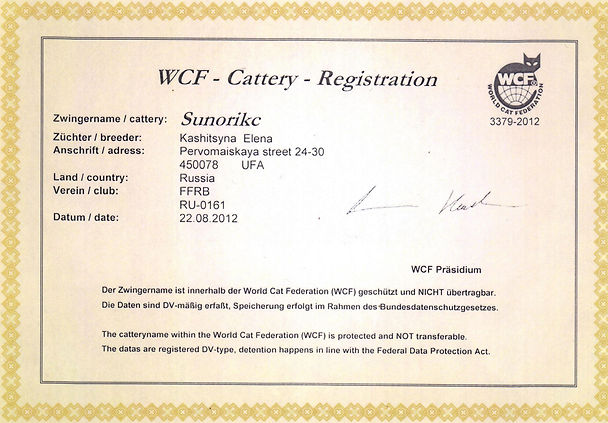 WCF - Cattery - Registration
WCF
WORLD CAT FEDERATION
3379-2012
Zwingername / cattery: Sunorikc
Züchter / breeder: Kashitsyna Elena
Anschrift / adress: Pervomaiskaya street 24-30
450078 UFA
Land / country: Russia
Verein / club: FFRB
RU-0161
Datum / date: 22.08.2012
WCF Präsidium
Der Zwingername ist innerhalb der World Cat Federation (WCF) geschützt und NICHT übertragbar.
Die Daten sind DV-mäßig erfaßt, Speicherung erfolgt im Rahmen des Bundesdatenschutzgesetzes.
The catteryname within the World Cat Federation (WCF) is protected and NOT transferable.
The datas are registered DV-type, detention happens in line with the Federal Data Protection Act.